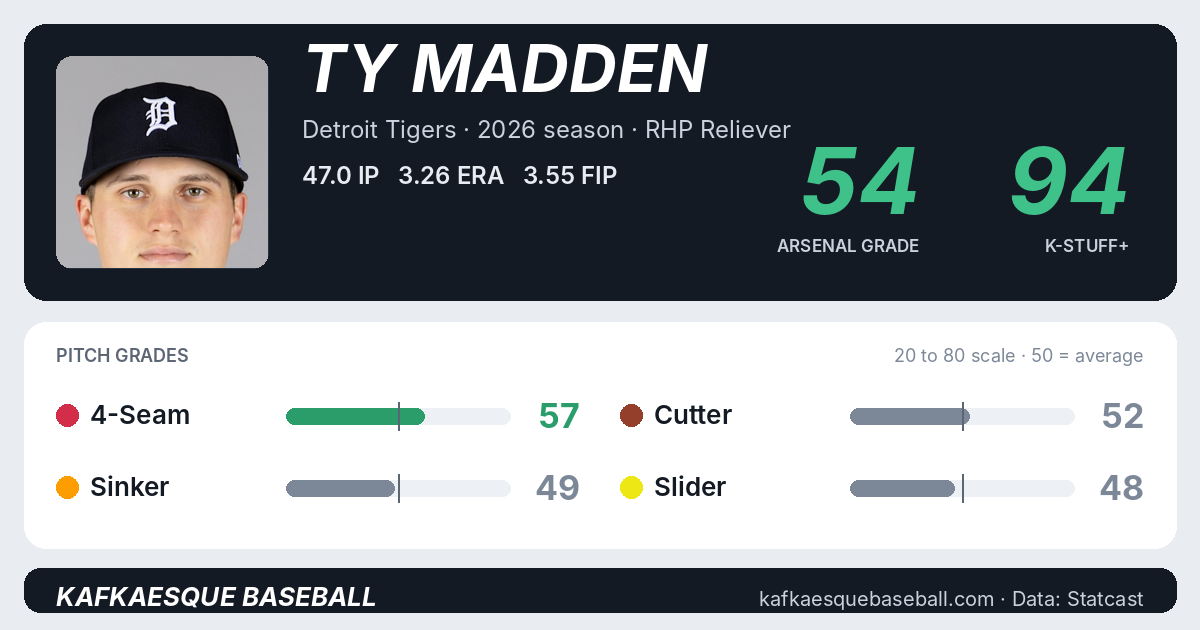 TY MADDEN
Detroit Tigers · 2026 season · RHP Reliever
47.0 IP 3.26 ERA 3.55 FIP
54 94
ARSENAL GRADE K-STUFF+
PITCH GRADES 20 to 80 scale · 50 = average
4-Seam 57 Cutter 52
Sinker 49 Slider 48
KAFKAESQUE BASEBALL kafkaesquebaseball.com · Data: Statcast